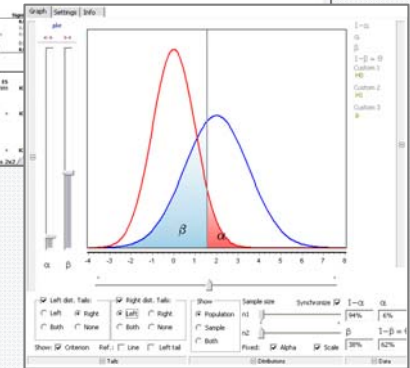 Graph Settings Info
1-α
α
β
1-β = θ
Custom 1
H0
Custom 2
H1
Custom 3
β α
-4 -3 -2 -1 0 1 2 3 4 5 6 7 8
α β
Left dist. Tails: Right dist. Tails: Show Sample size Synchronize 1-α α
Left Right Left Right Population n1 94% 6%
Both None Both None Sample n2 β 1-β = θ
Both Fixed: Alpha Scale 38% 62%
Show: Criterion Ref.: Line Left tail
Tails Distributions Data